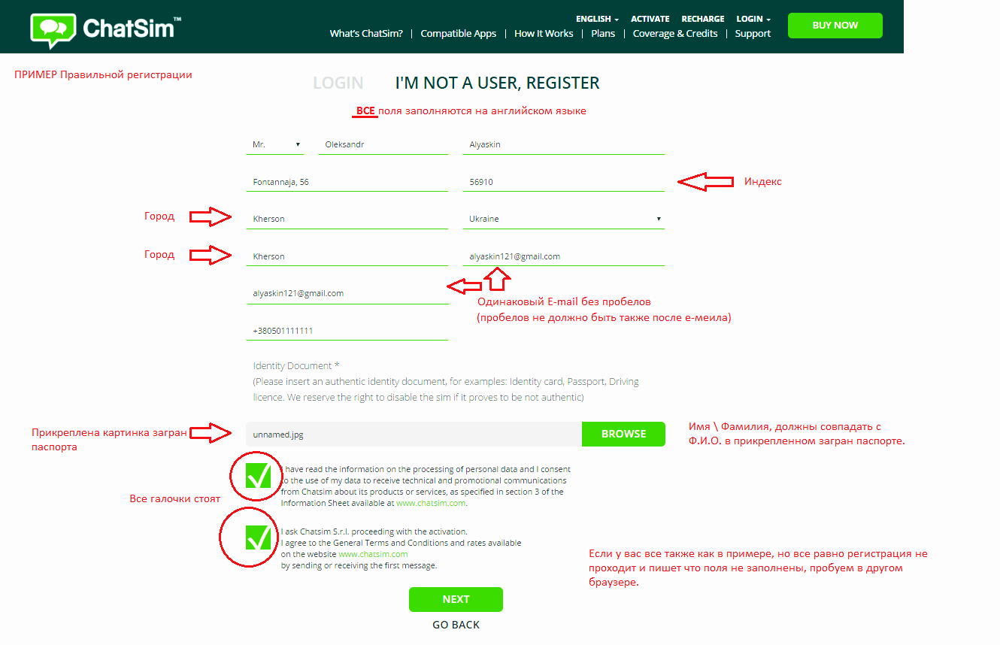 ChatSim™
ENGLISH ACTIVATE RECHARGE LOGIN
BUY NOW
What's ChatSim? | Compatible Apps | How It Works | Plans | Coverage & Credits | Support
ПРИМЕР Правильной регистрации
LOGIN I'M NOT A USER, REGISTER
ВСЕ поля заполняются на английском языке
Mr. Oleksandr Alyaskin
Fontannaja, 56 56910 Индекс
Город Kherson Ukraine
Город Kherson alyaskin121@gmail.com
alyaskin121@gmail.com
Одинаковый E-mail без пробелов
(пробелов не должно быть также после е-меила)
+380501111111
Identity Document *
(Please insert an authentic identity document, for examples: Identity card, Passport, Driving
licence. We reserve the right to disable the sim if it proves to be not authentic)
Прикреплена картинка загран
паспорта
unnamed.jpg BROWSE
Имя \ Фамилия, должны совпадать с
Ф.И.О. в прикрепленном загран паспорте.
I have read the information on the processing of personal data and I consent
to the use of my data to receive technical and promotional communications
from Chatsim about its products or services, as specified in section 3 of the
Information Sheet available at www.chatsim.com.
Все галочки стоят
I ask Chatsim S.r.l. proceeding with the activation.
I agree to the General Terms and Conditions and rates available
on the website www.chatsim.com
by sending or receiving the first message.
Если у вас все также как в примере, но все равно регистрация не
проходит и пишет что поля не заполнены, пробуем в другом
браузере.
NEXT
GO BACK